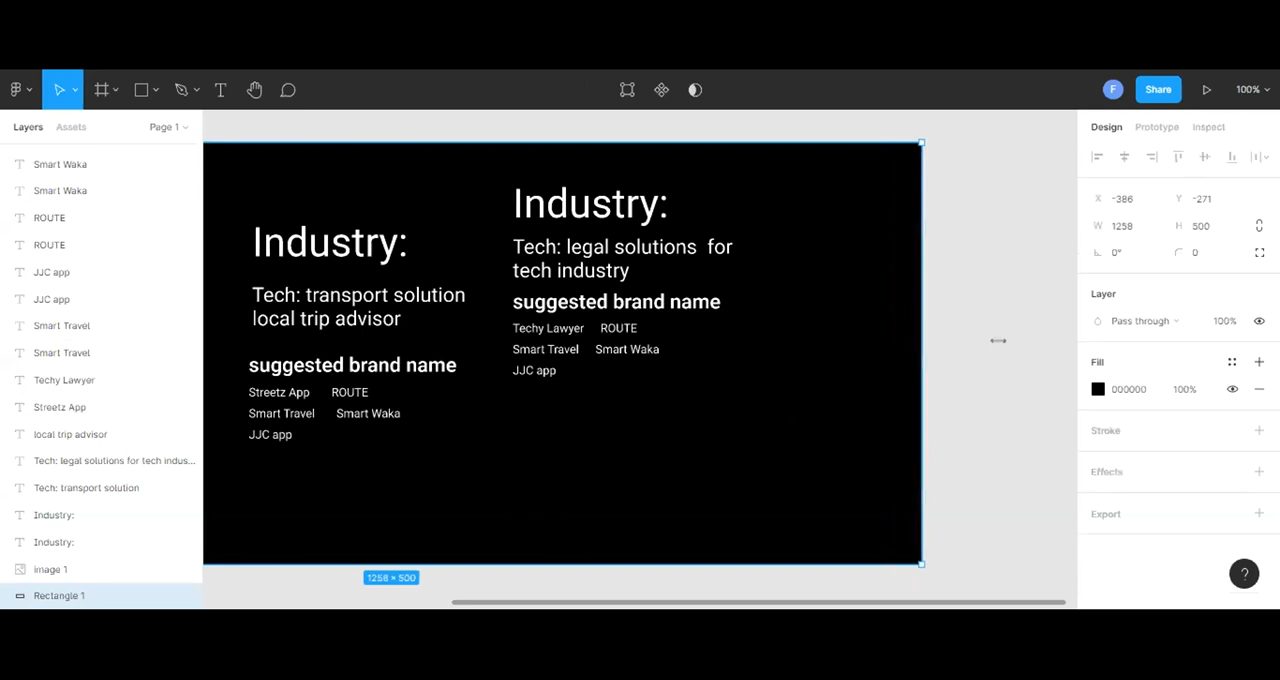 F
Share
100%
Layers
Assets
Page 1
Smart Waka
Smart Waka
ROUTE
ROUTE
JJC app
JJC app
Smart Travel
Smart Travel
Techy Lawyer
Streetz App
local trip advisor
Tech: legal solutions for tech indus...
Tech: transport solution
Industry:
Industry:
image 1
Rectangle 1
Industry:
Tech: transport solution
local trip advisor
suggested brand name
Streetz App ROUTE
Smart Travel Smart Waka
JJC app
Industry:
Tech: legal solutions for
tech industry
suggested brand name
Techy Lawyer ROUTE
Smart Travel Smart Waka
JJC app
1258 × 500
Design
Prototype
Inspect
X -386 Y -271
W 1258 H 500
0° 0
Layer
Pass through 100%
Fill
000000 100%
Stroke
Effects
Export
?